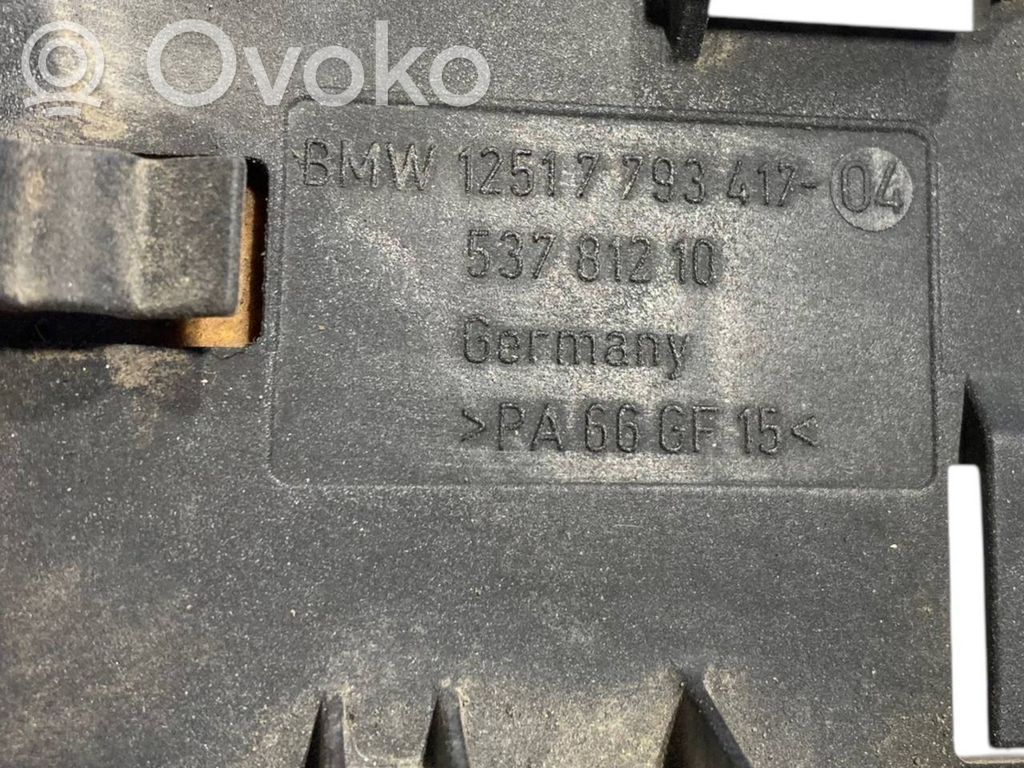 Ovoko
BMW 1251 7 793 417-04
537 812 10
Germany
>PA 66 GF 15<